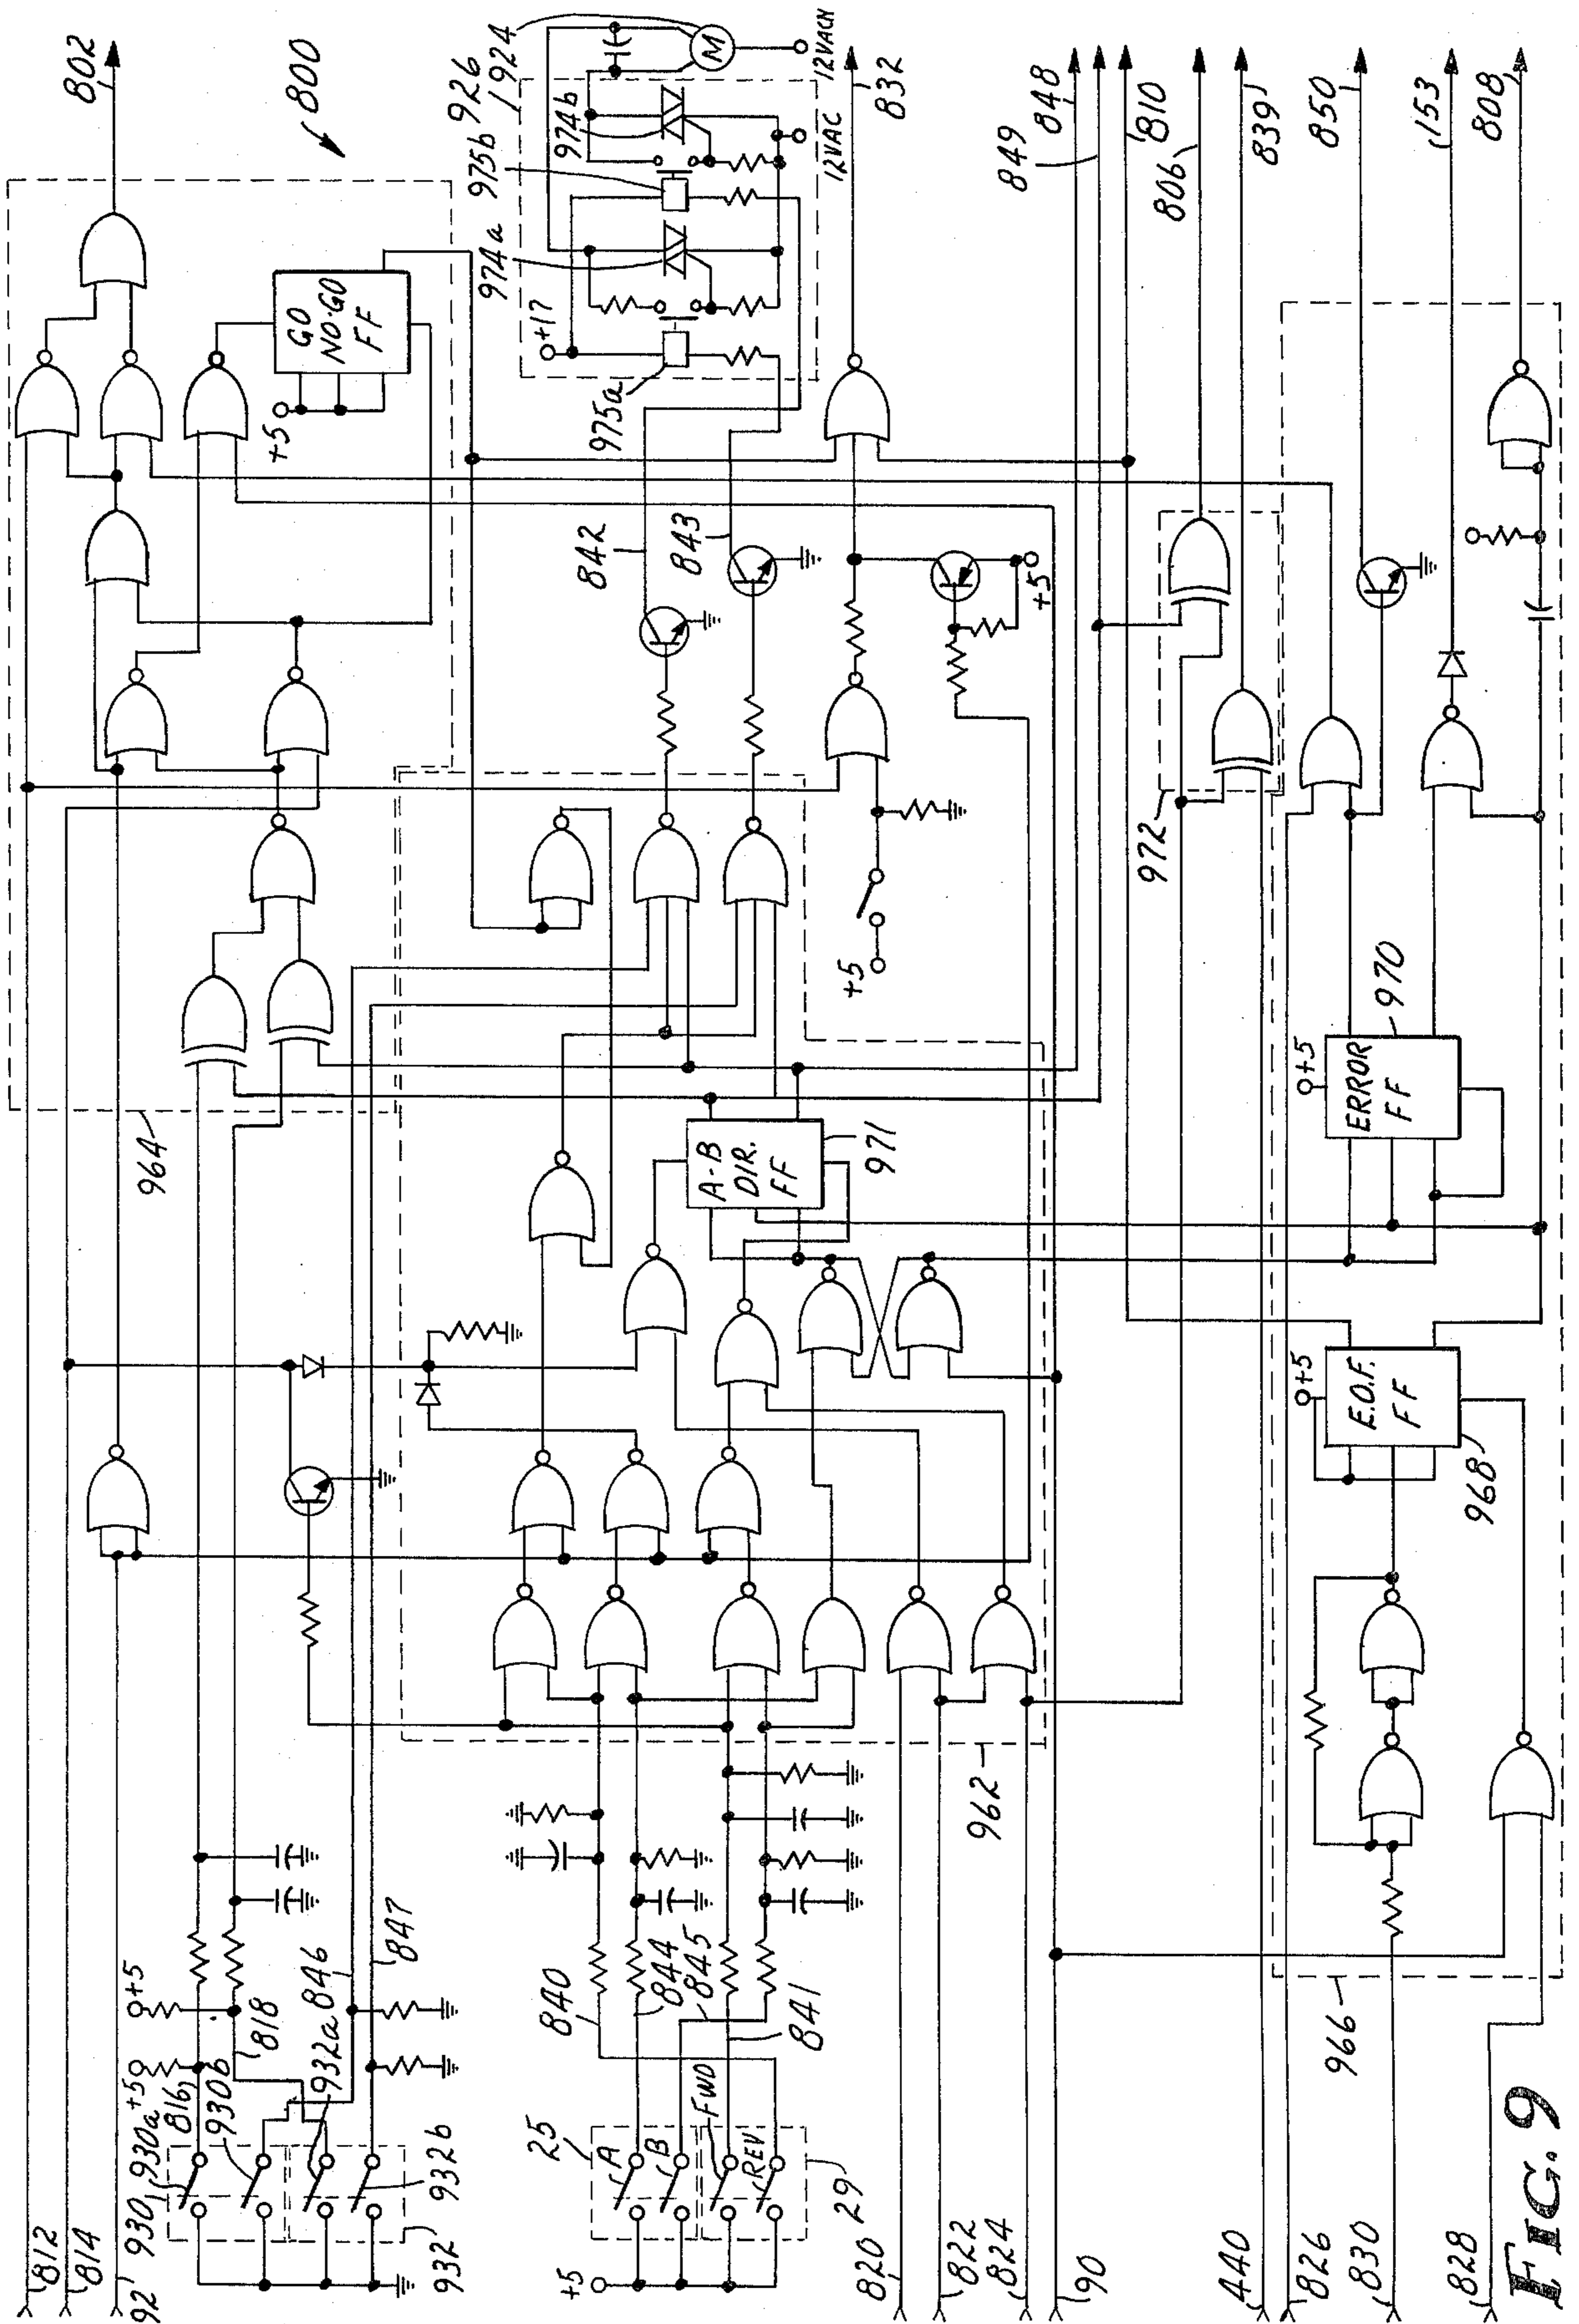 802
800
924
926
975b
974b
974a
+17
M
12VACN
12VAC
832
975a
GO
NO-GO
FF
+5
842
843
+5
849
848
810
806
839
850
153
808
972
964
+5
A-B
DIR.
FF
971
+5
ERROR
FF
970
+5
E.O.F.
FF
968
962
966
812
814
92
930
930a
+5
816
930b
+5
818
932a
846
847
932
932b
25
A
B
FWD
REV
29
+5
840
844
845
841
820
822
824
90
440
826
830
828
FIG. 9